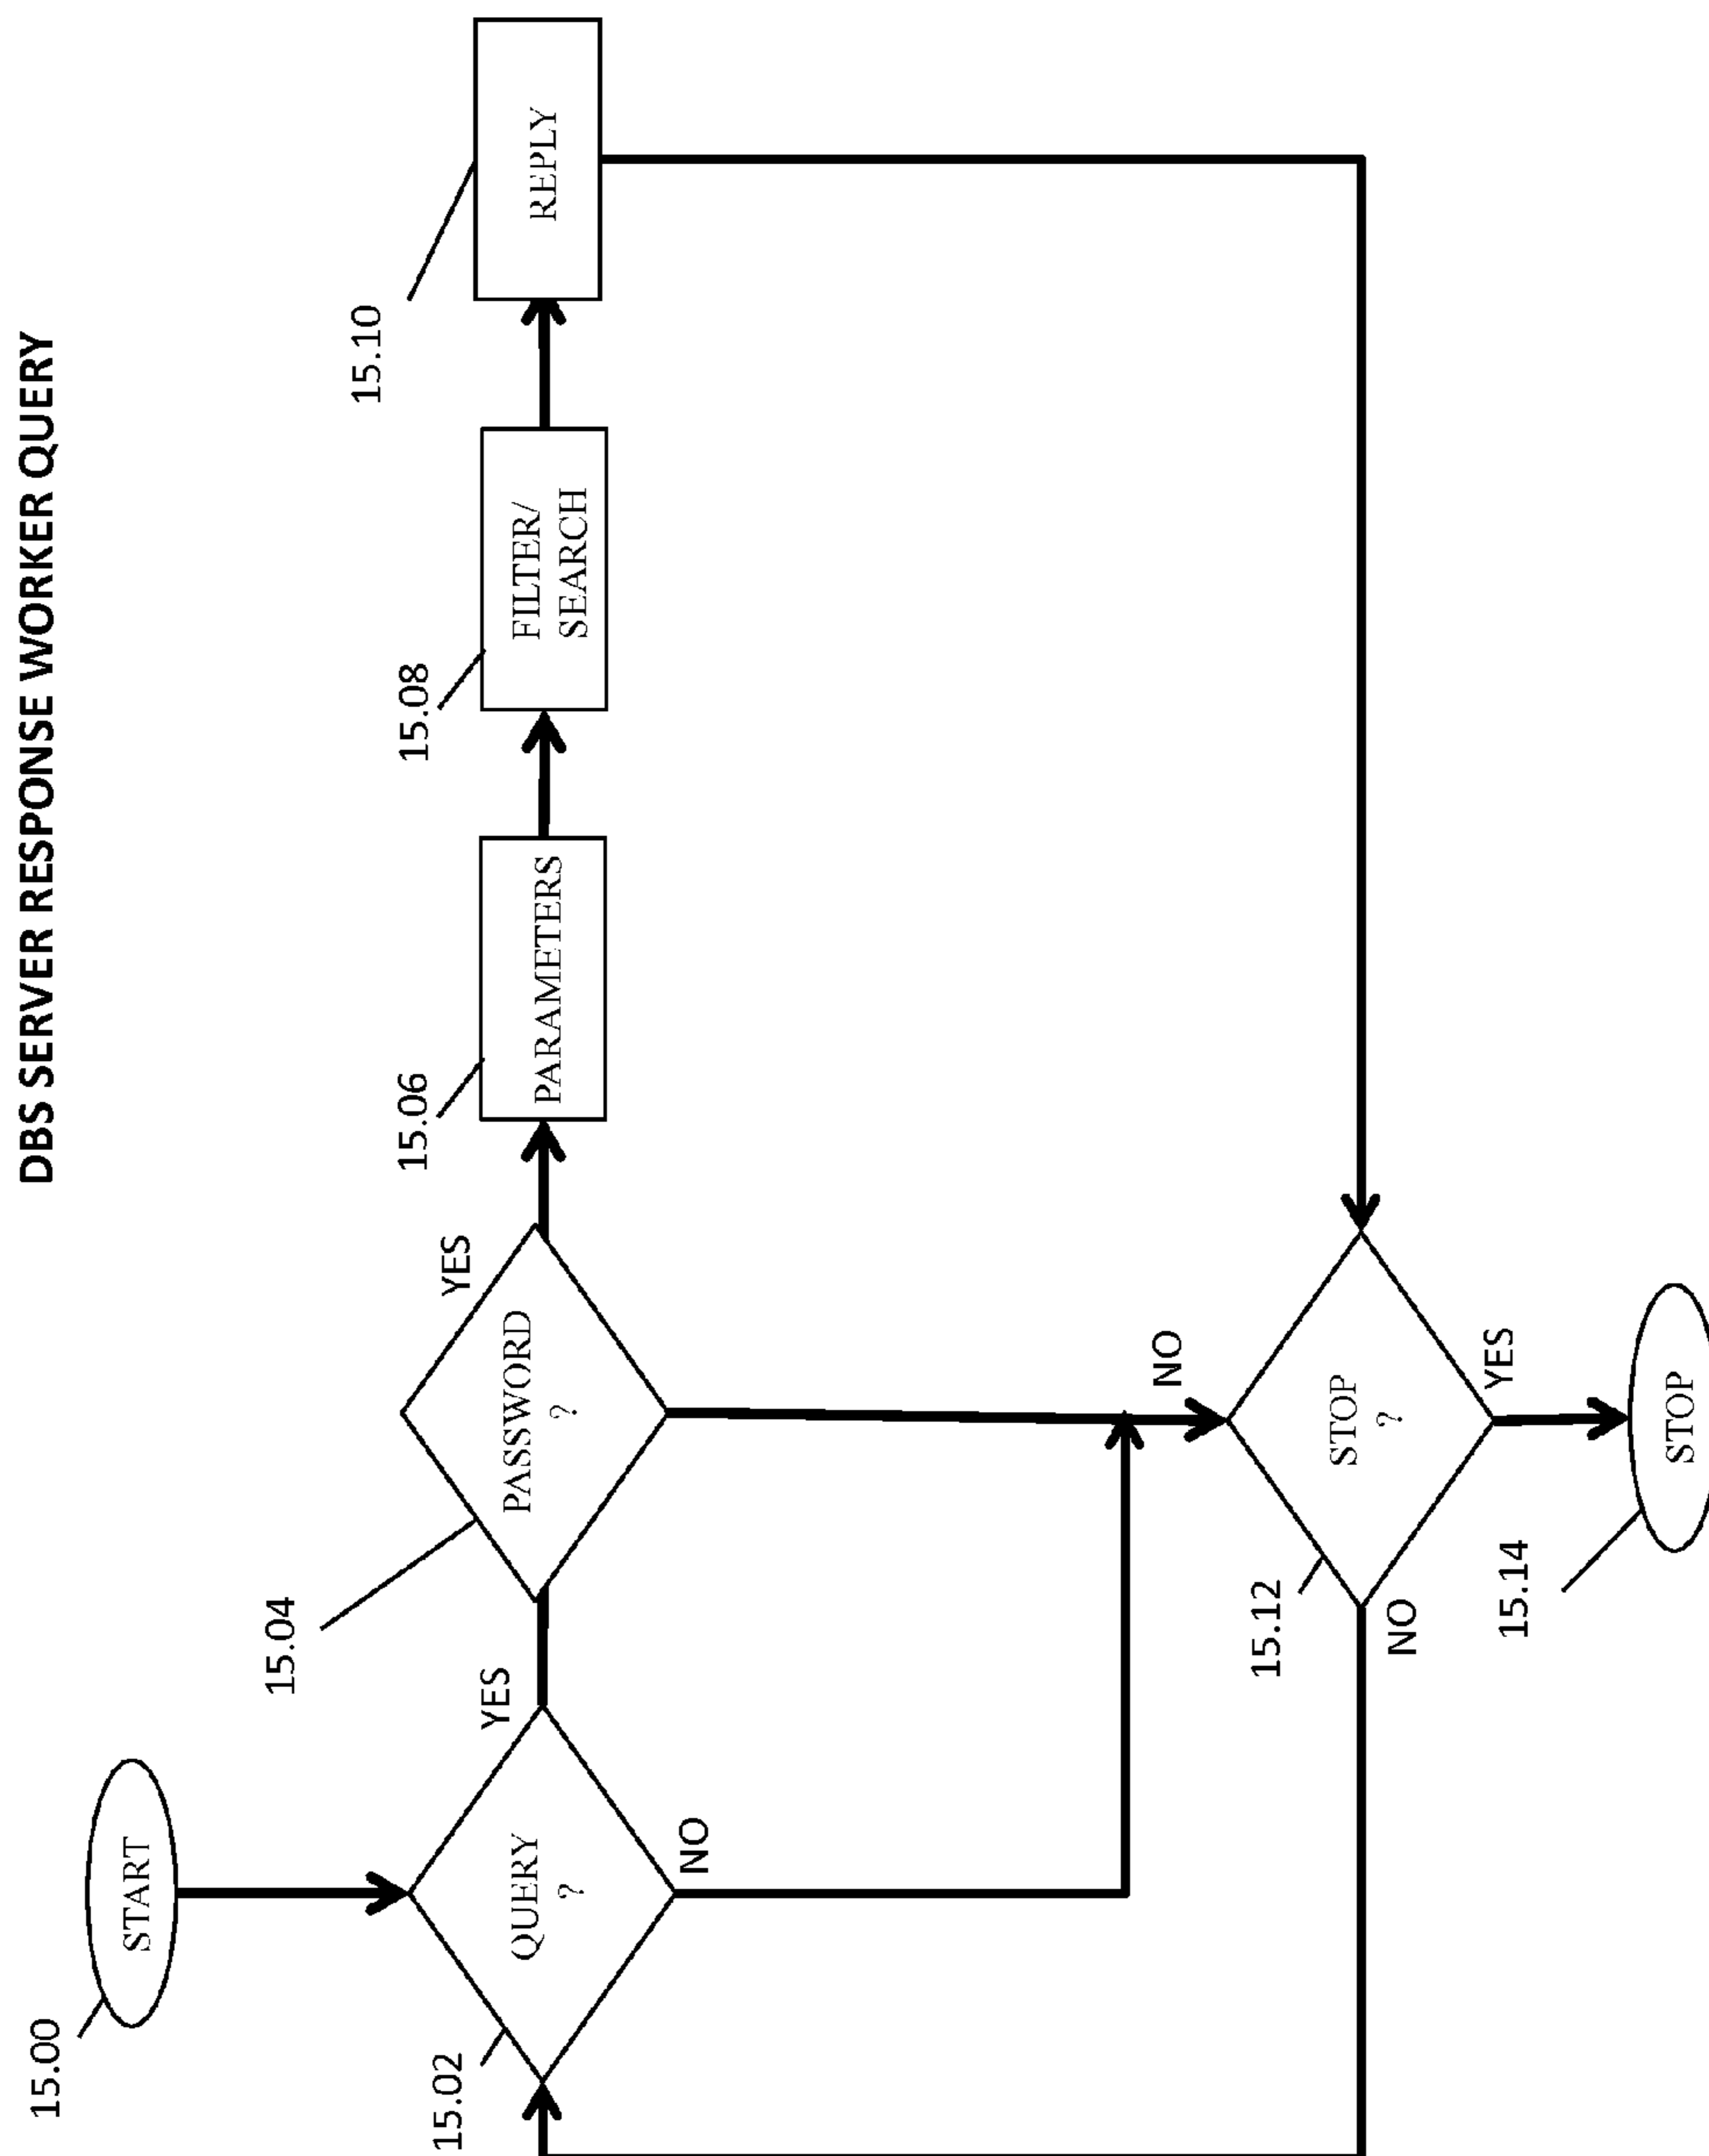 DBS SERVER RESPONSE WORKER QUERY
15.00
START
15.02
QUERY
?
YES
NO
15.04
PASSWORD
?
YES
NO
15.06
PARAMETERS
15.08
FILTER/
SEARCH
15.10
REPLY
15.12
STOP
?
NO
YES
15.14
STOP